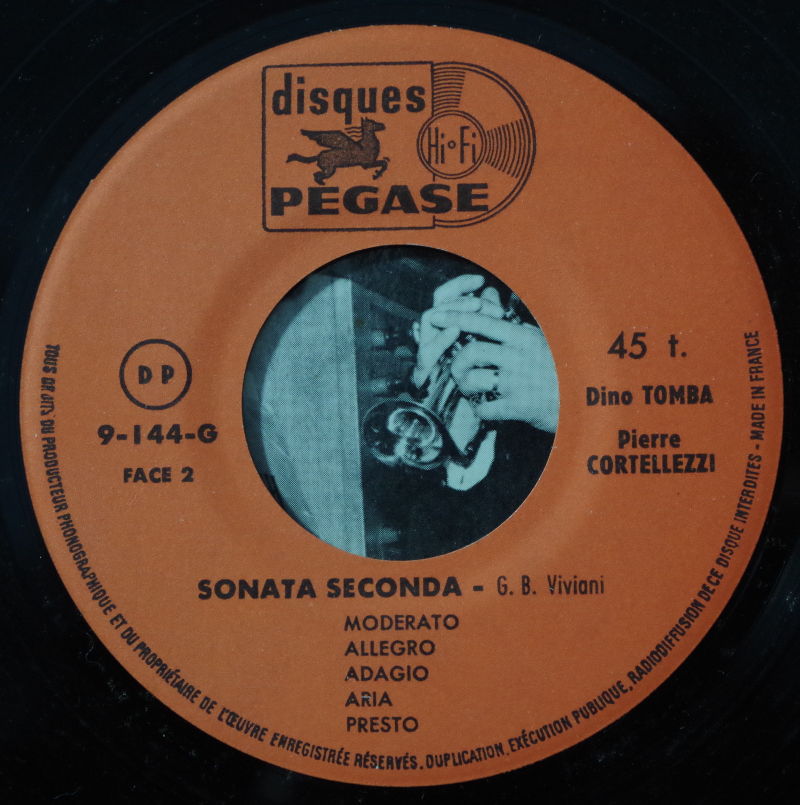 disques
Hi•Fi
PEGASE
DP
9-144-G
FACE 2
45 t.
Dino TOMBA
Pierre
CORTELLEZZI
SONATA SECONDA - G. B. Viviani
MODERATO
ALLEGRO
ADAGIO
ARIA
PRESTO
TOUS DROITS DU PRODUCTEUR PHONOGRAPHIQUE ET DU PROPRIÉTAIRE DE L'ŒUVRE ENREGISTRÉE RÉSERVÉS. DUPLICATION, EXÉCUTION PUBLIQUE, RADIODIFFUSION DE CE DISQUE INTERDITES - MADE IN FRANCE